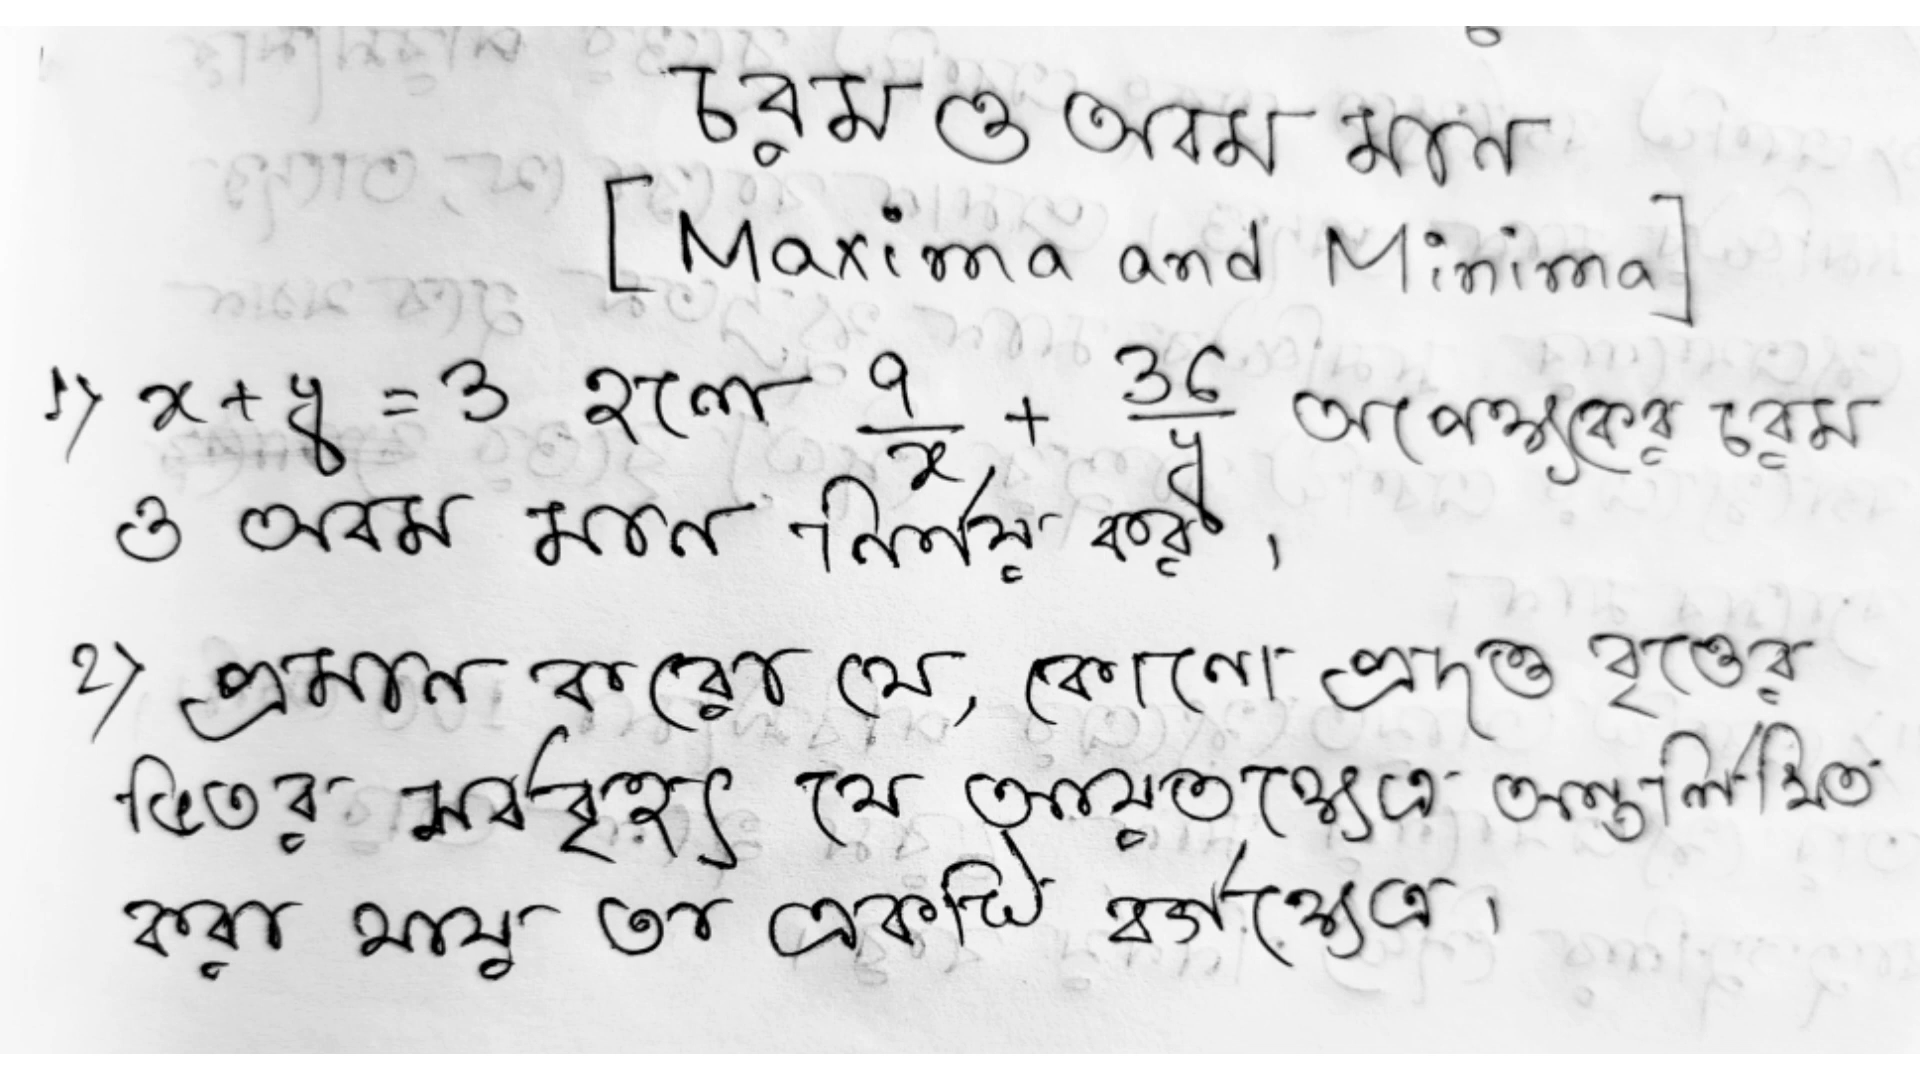 চরম ও অবম মান
[Maxima and Minima]
1) x + y = 3 হলে 9/x + 36/y অপেক্ষকের চরম
ও অবম মান নির্ণয় কর।
2) প্রমান করো যে, কোনো প্রদত্ত বৃত্তের
ভিতর সর্ববৃহৎ যে আয়তক্ষেত্র অন্তর্লিখিত
করা যায় তা একটি বর্গক্ষেত্র।